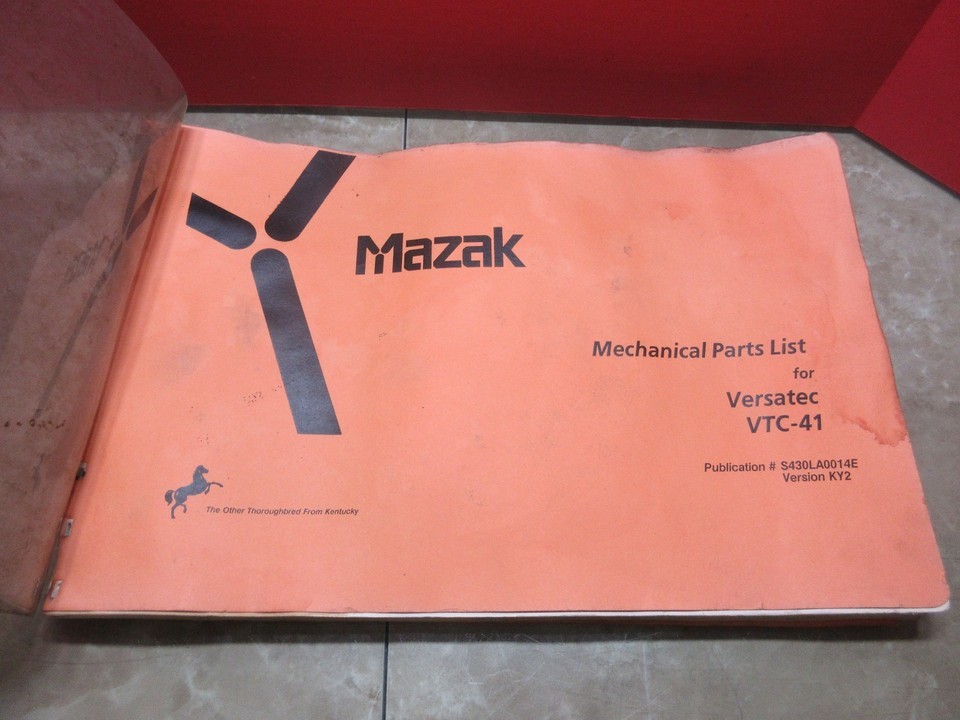 Mazak
Mechanical Parts List
for
Versatec
VTC-41
Publication # S430LA0014E
Version KY2
The Other Thoroughbred From Kentucky